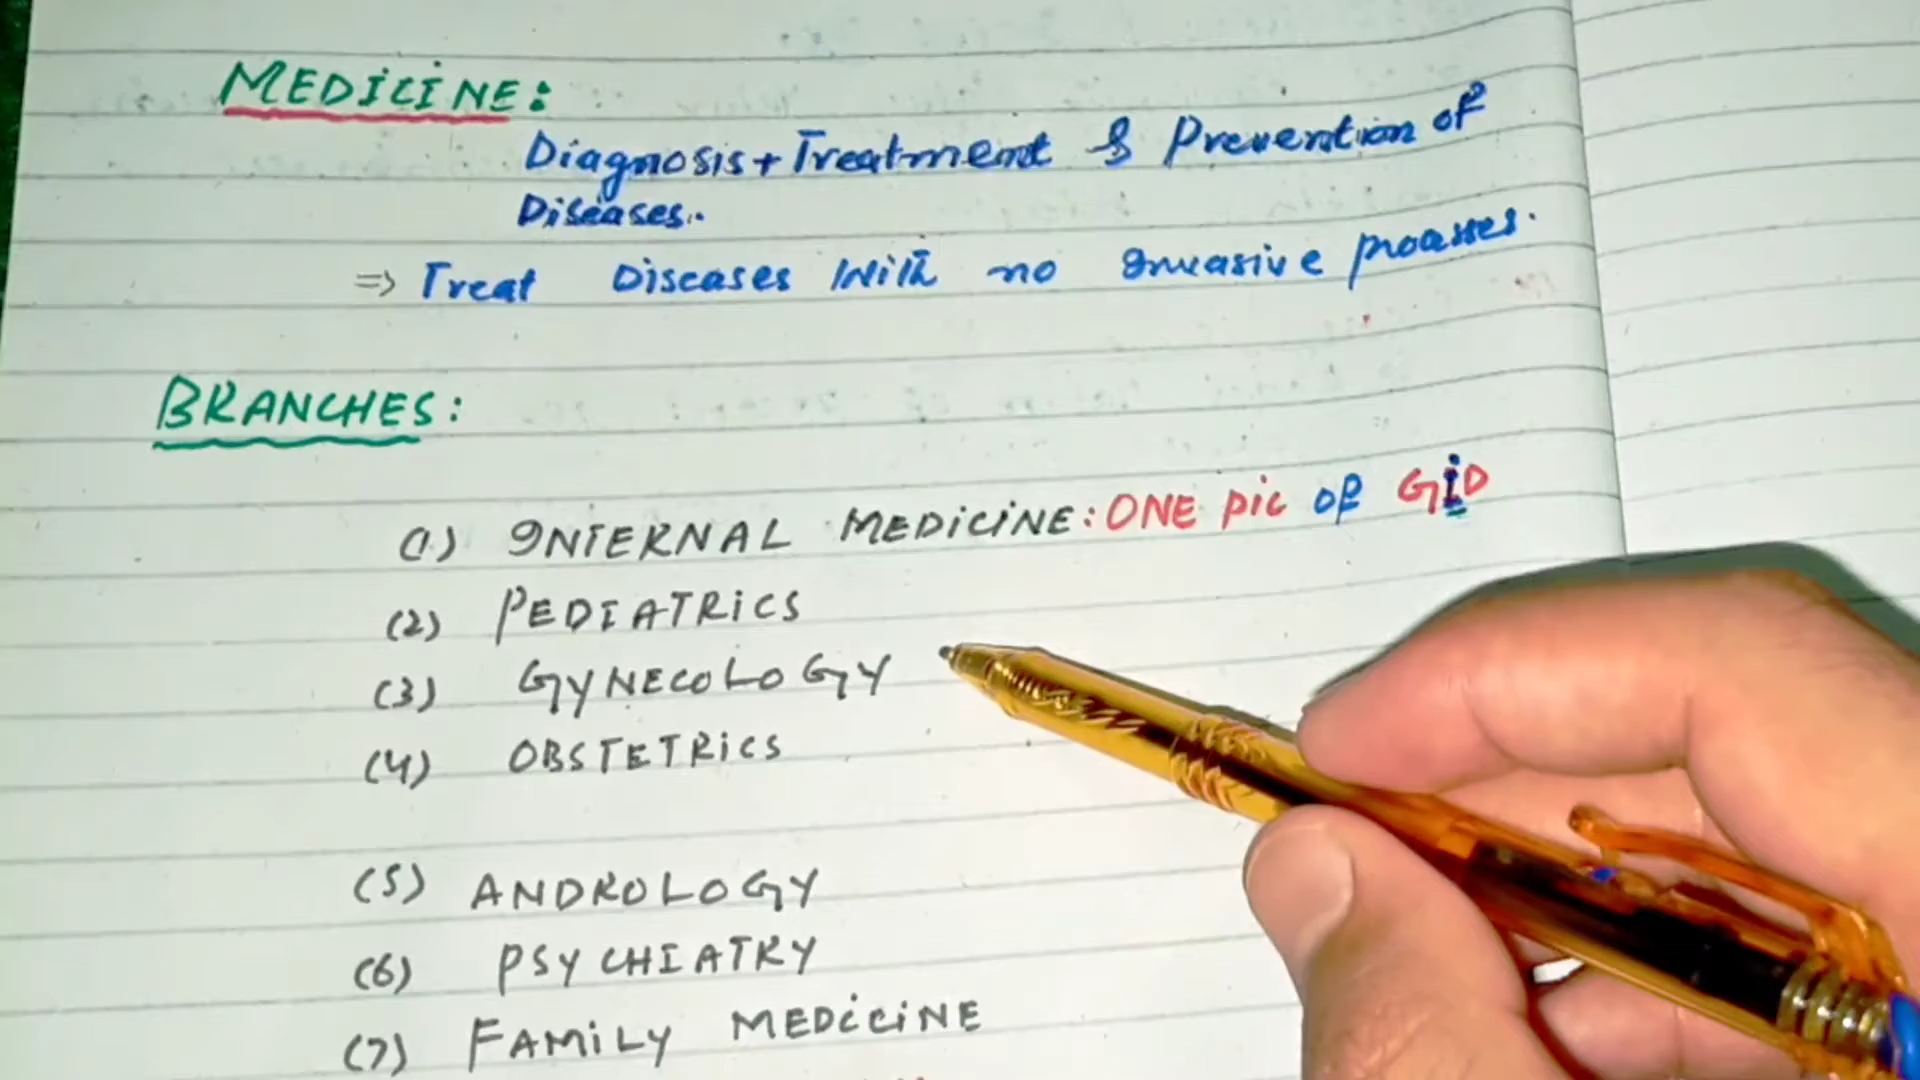 MEDICINE:
Diagnosis + Treatment & Prevention of
Diseases.
=> Treat Diseases With no Invasive processes.
BRANCHES:
(1) INTERNAL MEDICINE: ONE PIC OF GID
(2) PEDIATRICS
(3) GYNECOLOGY
(4) OBSTETRICS
(5) ANDROLOGY
(6) PSYCHIATRY
(7) FAMILY MEDICINE